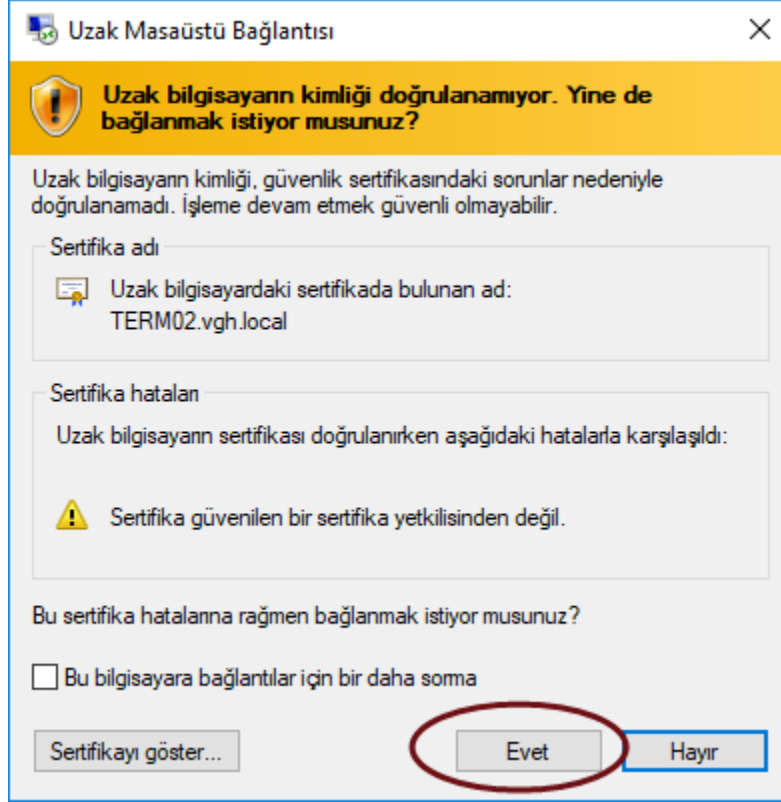 Uzak Masaüstü Bağlantısı
Uzak bilgisayarın kimliği doğrulanamıyor. Yine de
bağlanmak istiyor musunuz?
Uzak bilgisayarın kimliği, güvenlik sertifikasındaki sorunlar nedeniyle
doğrulanamadı. İşleme devam etmek güvenli olmayabilir.
Sertifika adı
Uzak bilgisayardaki sertifikada bulunan ad:
TERM02.vgh.local
Sertifika hataları
Uzak bilgisayarın sertifikası doğrulanırken aşağıdaki hatalarla karşılaşıldı:
Sertifika güvenilen bir sertifika yetkilisinden değil.
Bu sertifika hatalarına rağmen bağlanmak istiyor musunuz?
Bu bilgisayara bağlantılar için bir daha sorma
Sertifikayı göster... Evet Hayır